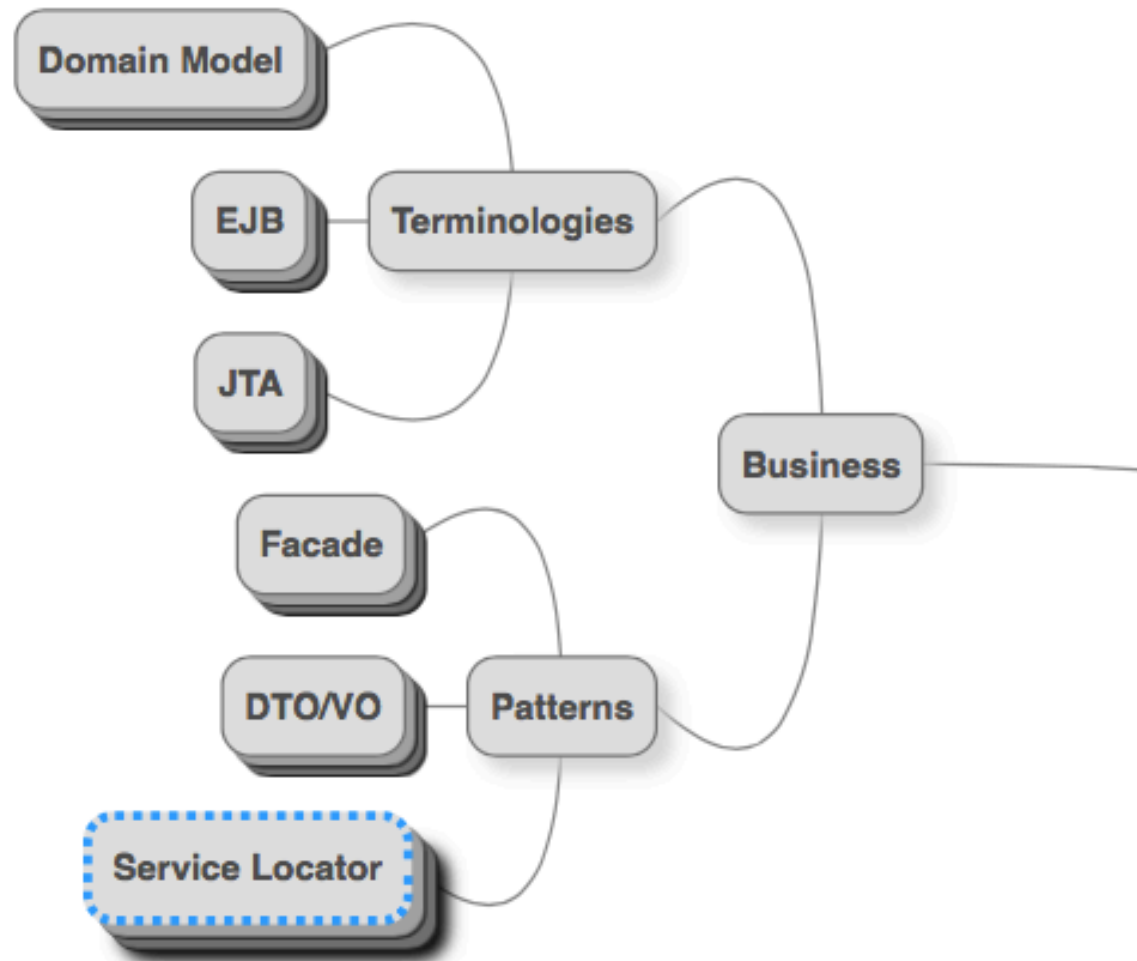 Domain Model
EJB
Terminologies
JTA
Business
Facade
DTO/VO
Patterns
Service Locator